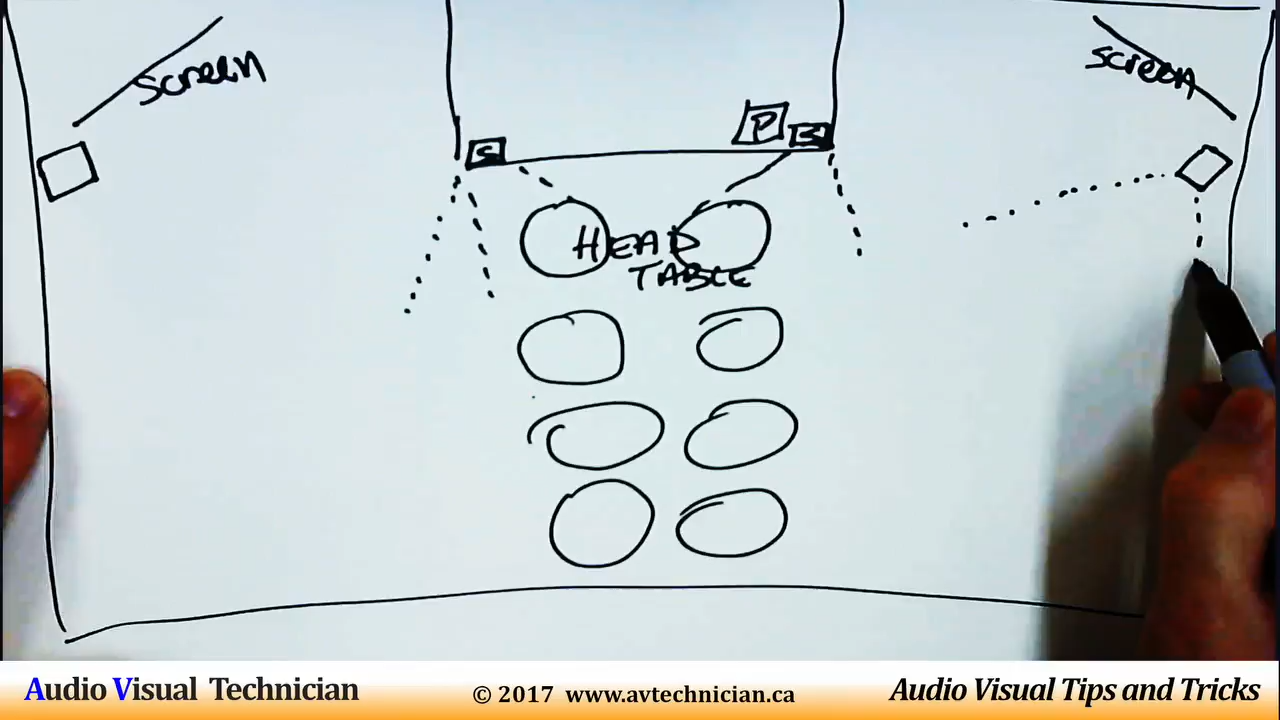 screen
screen
P
S
S
HEAD
TABLE
Audio Visual Technician
© 2017 www.avtechnician.ca
Audio Visual Tips and Tricks